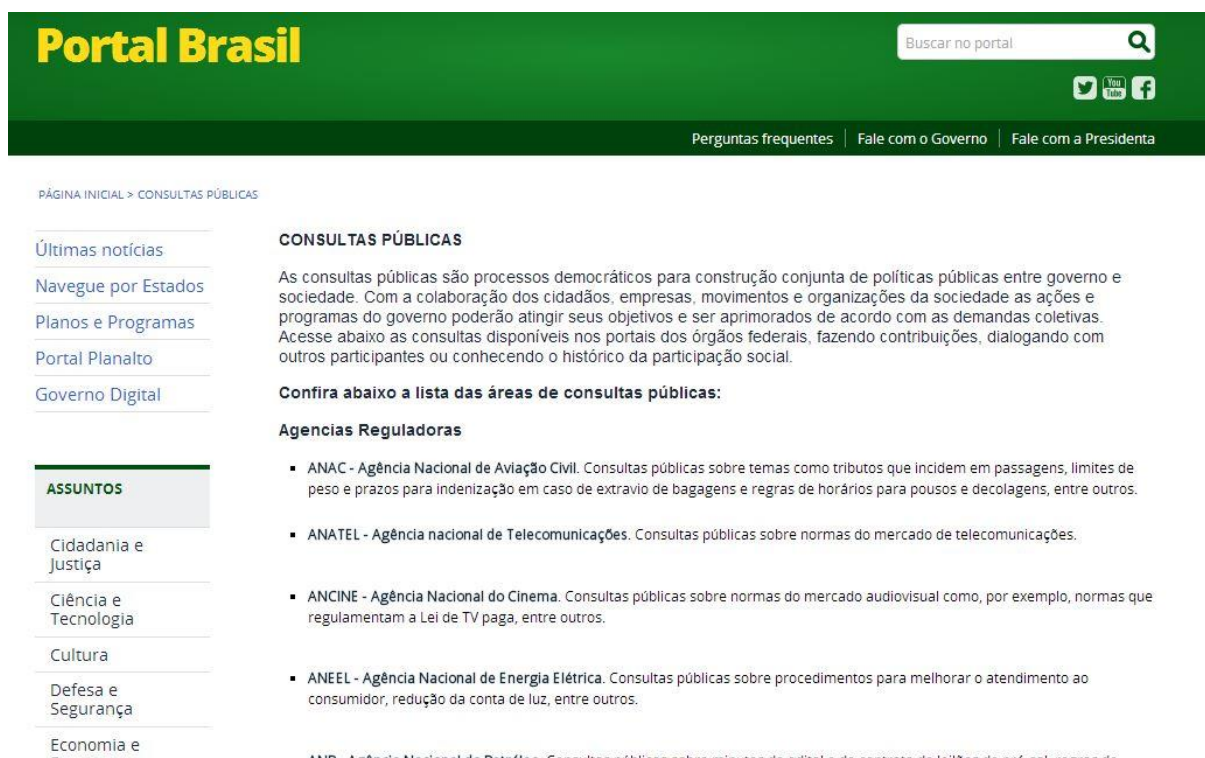 Portal Brasil
Buscar no portal
You
Tube
Perguntas frequentes | Fale com o Governo | Fale com a Presidenta
PÁGINA INICIAL > CONSULTAS PÚBLICAS
Últimas notícias
Navegue por Estados
Planos e Programas
Portal Planalto
Governo Digital
ASSUNTOS
Cidadania e
Justiça
Ciência e
Tecnologia
Cultura
Defesa e
Segurança
Economia e
CONSULTAS PÚBLICAS
As consultas públicas são processos democráticos para construção conjunta de políticas públicas entre governo e
sociedade. Com a colaboração dos cidadãos, empresas, movimentos e organizações da sociedade as ações e
programas do governo poderão atingir seus objetivos e ser aprimorados de acordo com as demandas coletivas.
Acesse abaixo as consultas disponíveis nos portais dos órgãos federais, fazendo contribuições, dialogando com
outros participantes ou conhecendo o histórico da participação social.
Confira abaixo a lista das áreas de consultas públicas:
Agencias Reguladoras
▪ ANAC - Agência Nacional de Aviação Civil. Consultas públicas sobre temas como tributos que incidem em passagens, limites de
peso e prazos para indenização em caso de extravio de bagagens e regras de horários para pousos e decolagens, entre outros.
▪ ANATEL - Agência nacional de Telecomunicações. Consultas públicas sobre normas do mercado de telecomunicações.
▪ ANCINE - Agência Nacional do Cinema. Consultas públicas sobre normas do mercado audiovisual como, por exemplo, normas que
regulamentam a Lei de TV paga, entre outros.
▪ ANEEL - Agência Nacional de Energia Elétrica. Consultas públicas sobre procedimentos para melhorar o atendimento ao
consumidor, redução da conta de luz, entre outros.